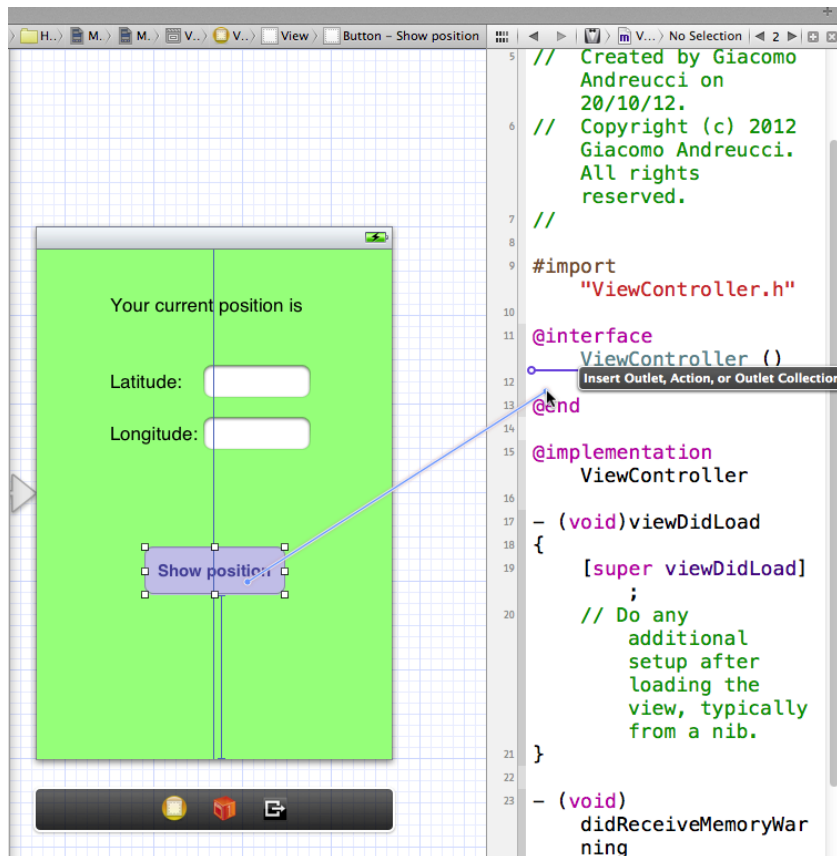 H.. M. M. V.. V.. View Button – Show position
V... No Selection 2
5 // Created by Giacomo
Andreucci on
20/10/12.
6 // Copyright (c) 2012
Giacomo Andreucci.
All rights
reserved.
7 //
8
9 #import
"ViewController.h"
10
11 @interface
ViewController ()
Insert Outlet, Action, or Outlet Collection
12
13 @end
14
15 @implementation
ViewController
16
17 – (void)viewDidLoad
18 {
19 [super viewDidLoad]
;
20 // Do any
additional
setup after
loading the
view, typically
from a nib.
21 }
22
23 – (void)
didReceiveMemoryWar
ning
Your current position is
Latitude:
Longitude:
Show position